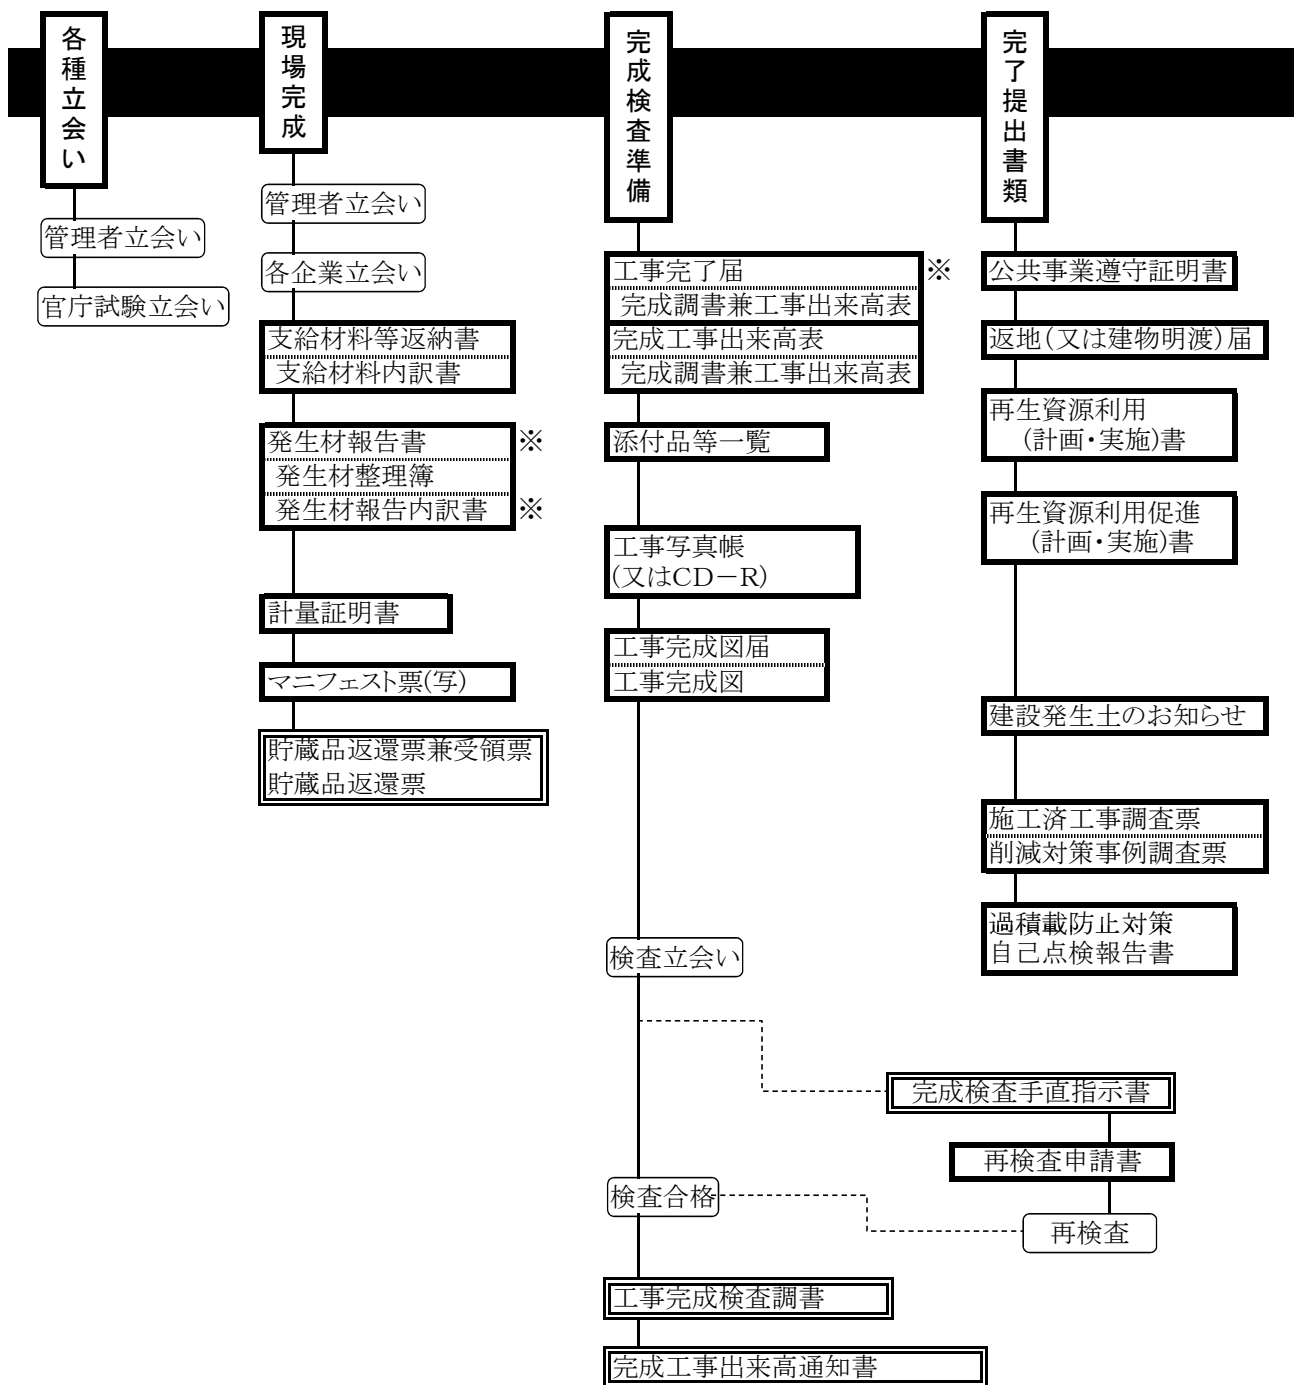 各種立会い
管理者立会い
官庁試験立会い
現場完成
管理者立会い
各企業立会い
支給材料等返納書
支給材料内訳書
発生材報告書 ※
発生材整理簿
発生材報告内訳書 ※
計量証明書
マニフェスト票(写)
貯蔵品返還票兼受領票
貯蔵品返還票
完成検査準備
工事完了届 ※
完成調書兼工事出来高表
完成工事出来高表
完成調書兼工事出来高表
添付品等一覧
工事写真帳
(又はCD－R)
工事完成図届
工事完成図
検査立会い
検査合格
工事完成検査調書
完成工事出来高通知書
完了提出書類
公共事業遵守証明書
返地(又は建物明渡)届
再生資源利用
(計画・実施)書
再生資源利用促進
(計画・実施)書
建設発生土のお知らせ
施工済工事調査票
削減対策事例調査票
過積載防止対策
自己点検報告書
完成検査手直指示書
再検査申請書
再検査